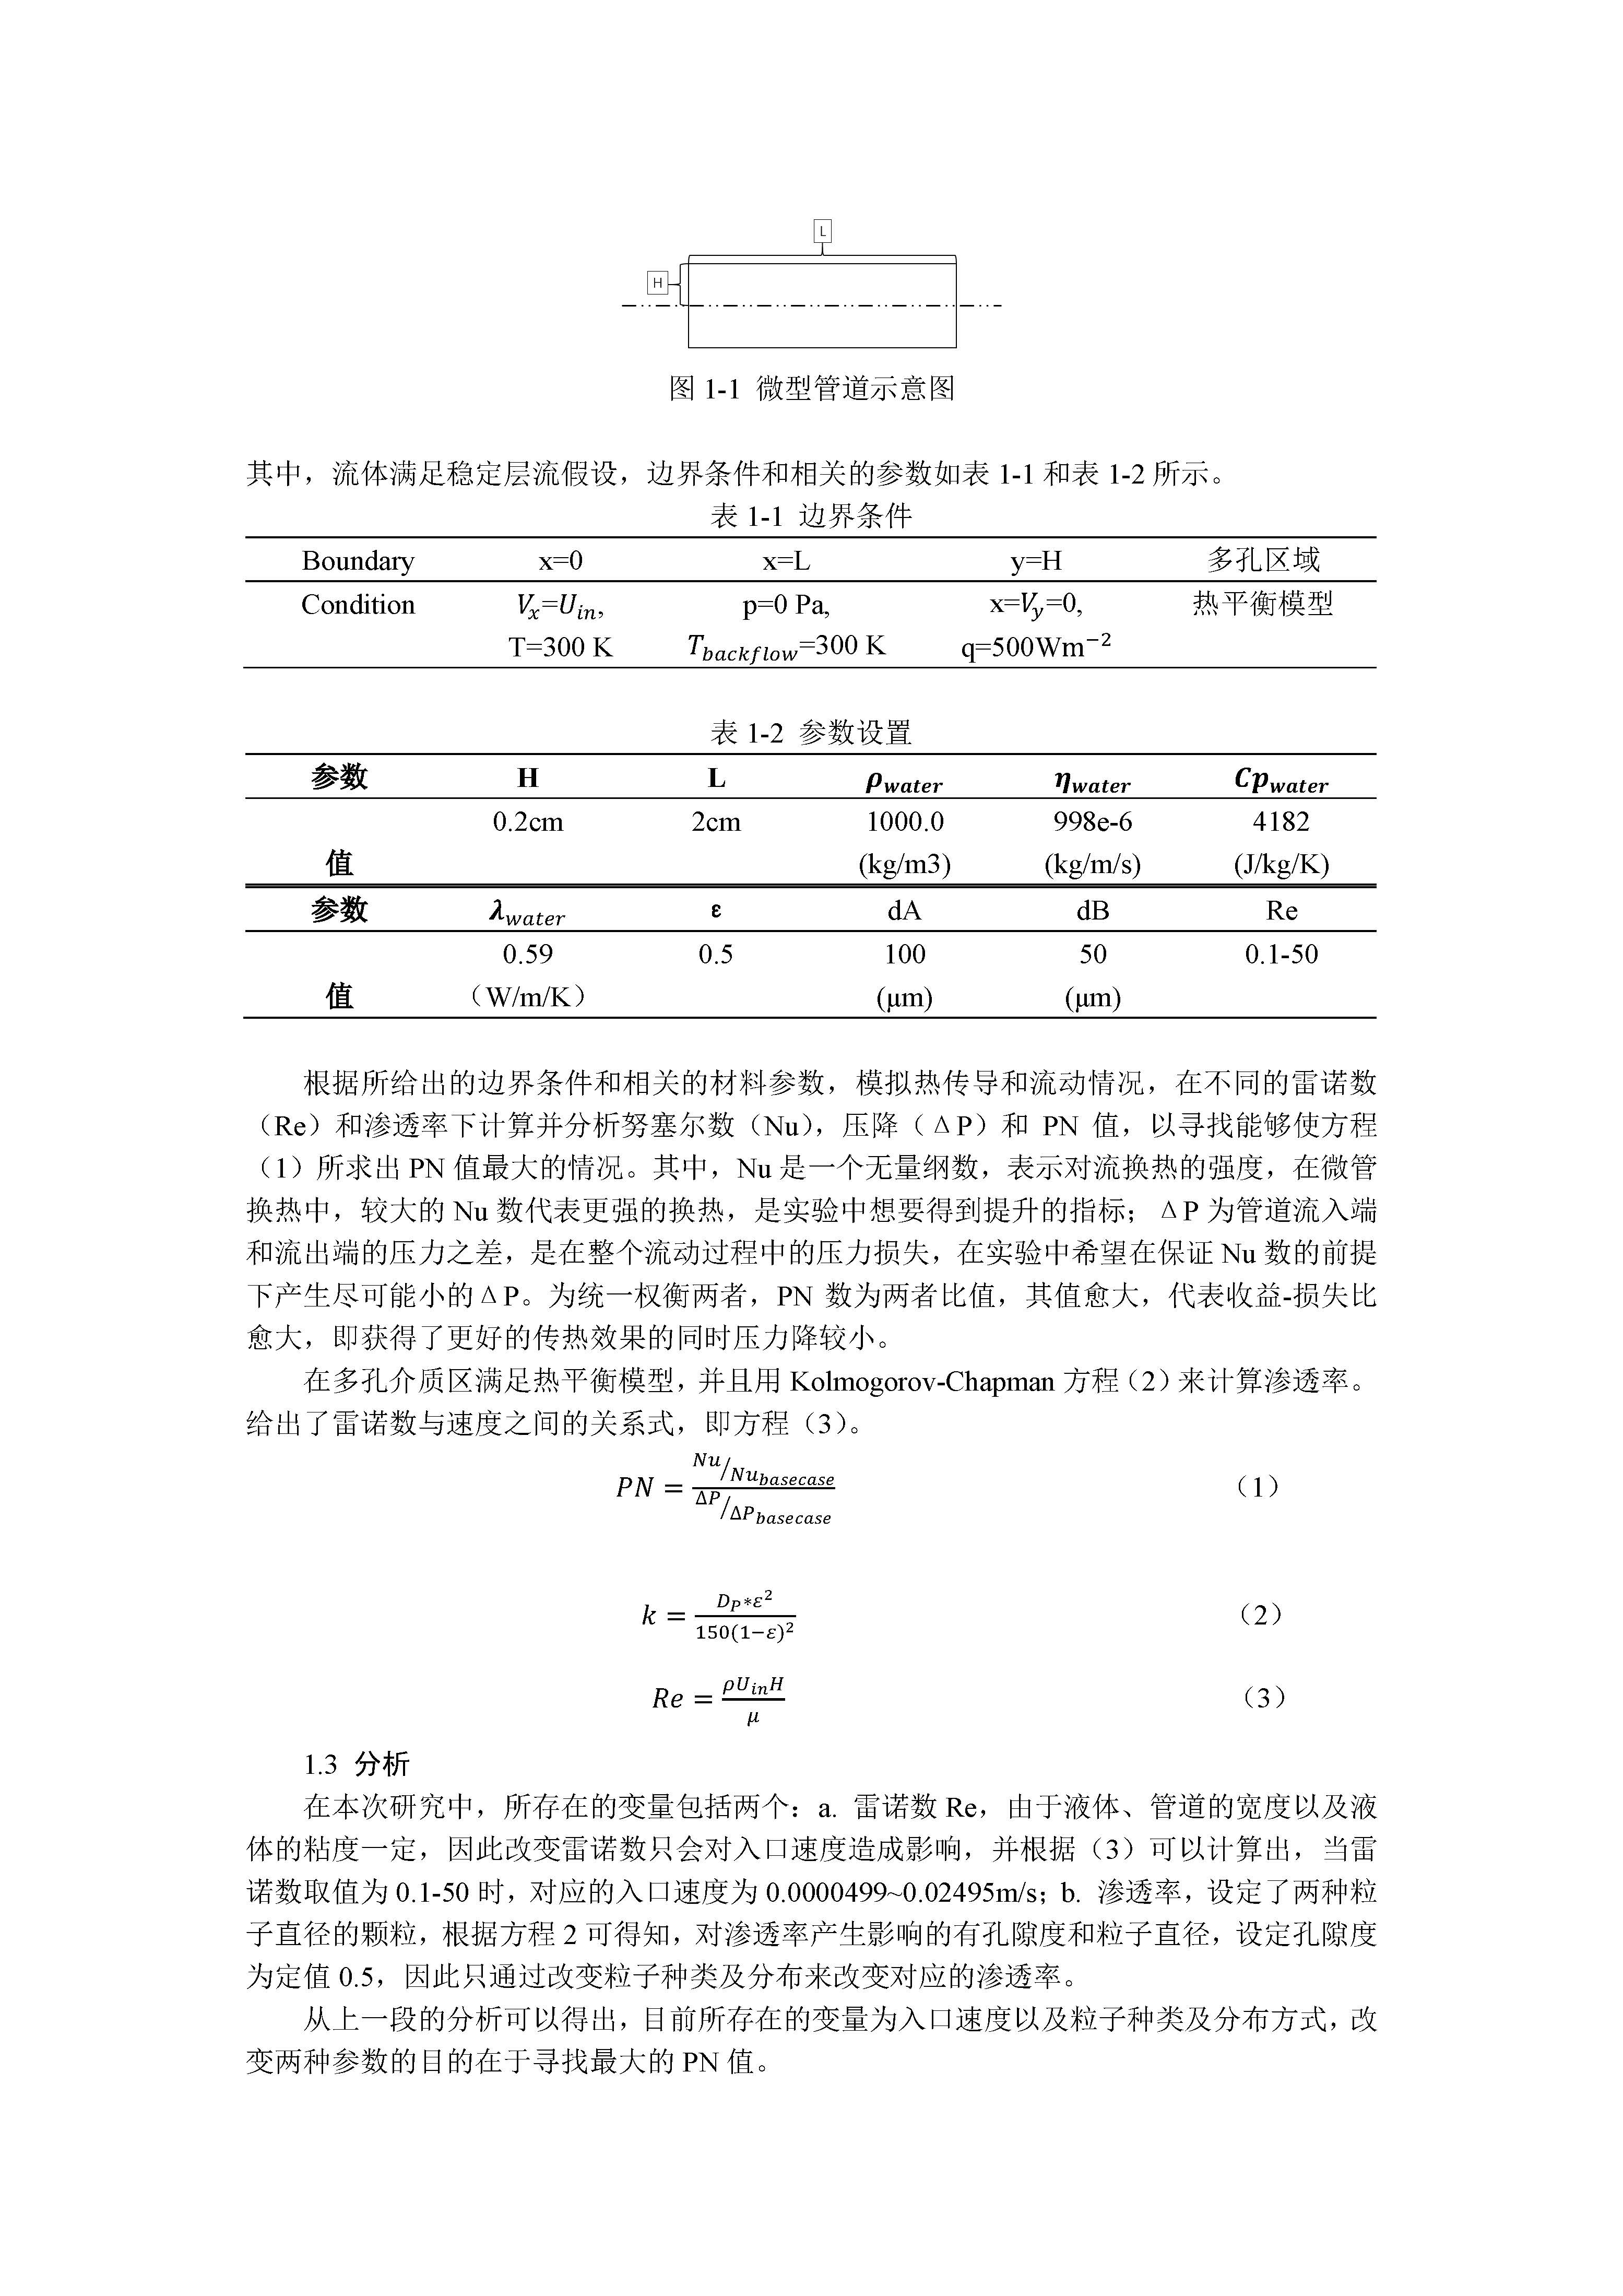 L
H
图 1-1 微型管道示意图
其中，流体满足稳定层流假设，边界条件和相关的参数如表 1-1 和表 1-2 所示。
表 1-1 边界条件
Boundary x=0 x=L y=H 多孔区域
Condition Vₓ=U_in, p=0 Pa, x=V_y=0, 热平衡模型
T=300 K T_backflow=300 K q=500Wm⁻²
表 1-2 参数设置
参数 H L ρ_water η_water Cp_water
0.2cm 2cm 1000.0 998e-6 4182
值 (kg/m3) (kg/m/s) (J/kg/K)
参数 λ_water ε dA dB Re
0.59 0.5 100 50 0.1-50
值 （W/m/K） (μm) (μm)
根据所给出的边界条件和相关的材料参数，模拟热传导和流动情况，在不同的雷诺数
（Re）和渗透率下计算并分析努塞尔数（Nu），压降（ΔP）和 PN 值，以寻找能够使方程
（1）所求出 PN 值最大的情况。其中，Nu 是一个无量纲数，表示对流换热的强度，在微管
换热中，较大的 Nu 数代表更强的换热，是实验中想要得到提升的指标；ΔP 为管道流入端
和流出端的压力之差，是在整个流动过程中的压力损失，在实验中希望在保证 Nu 数的前提
下产生尽可能小的ΔP。为统一权衡两者，PN 数为两者比值，其值愈大，代表收益-损失比
愈大，即获得了更好的传热效果的同时压力降较小。
在多孔介质区满足热平衡模型，并且用 Kolmogorov-Chapman 方程（2）来计算渗透率。
给出了雷诺数与速度之间的关系式，即方程（3）。
PN = (Nu/Nu_basecase)/(ΔP/ΔP_basecase) （1）
k = (D_P*ε²)/(150(1−ε)²) （2）
Re = (ρU_inH)/μ （3）
1.3 分析
在本次研究中，所存在的变量包括两个：a. 雷诺数 Re，由于液体、管道的宽度以及液
体的粘度一定，因此改变雷诺数只会对入口速度造成影响，并根据（3）可以计算出，当雷
诺数取值为 0.1-50 时，对应的入口速度为 0.0000499~0.02495m/s；b. 渗透率，设定了两种粒
子直径的颗粒，根据方程 2 可得知，对渗透率产生影响的有孔隙度和粒子直径，设定孔隙度
为定值 0.5，因此只通过改变粒子种类及分布来改变对应的渗透率。
从上一段的分析可以得出，目前所存在的变量为入口速度以及粒子种类及分布方式，改
变两种参数的目的在于寻找最大的 PN 值。